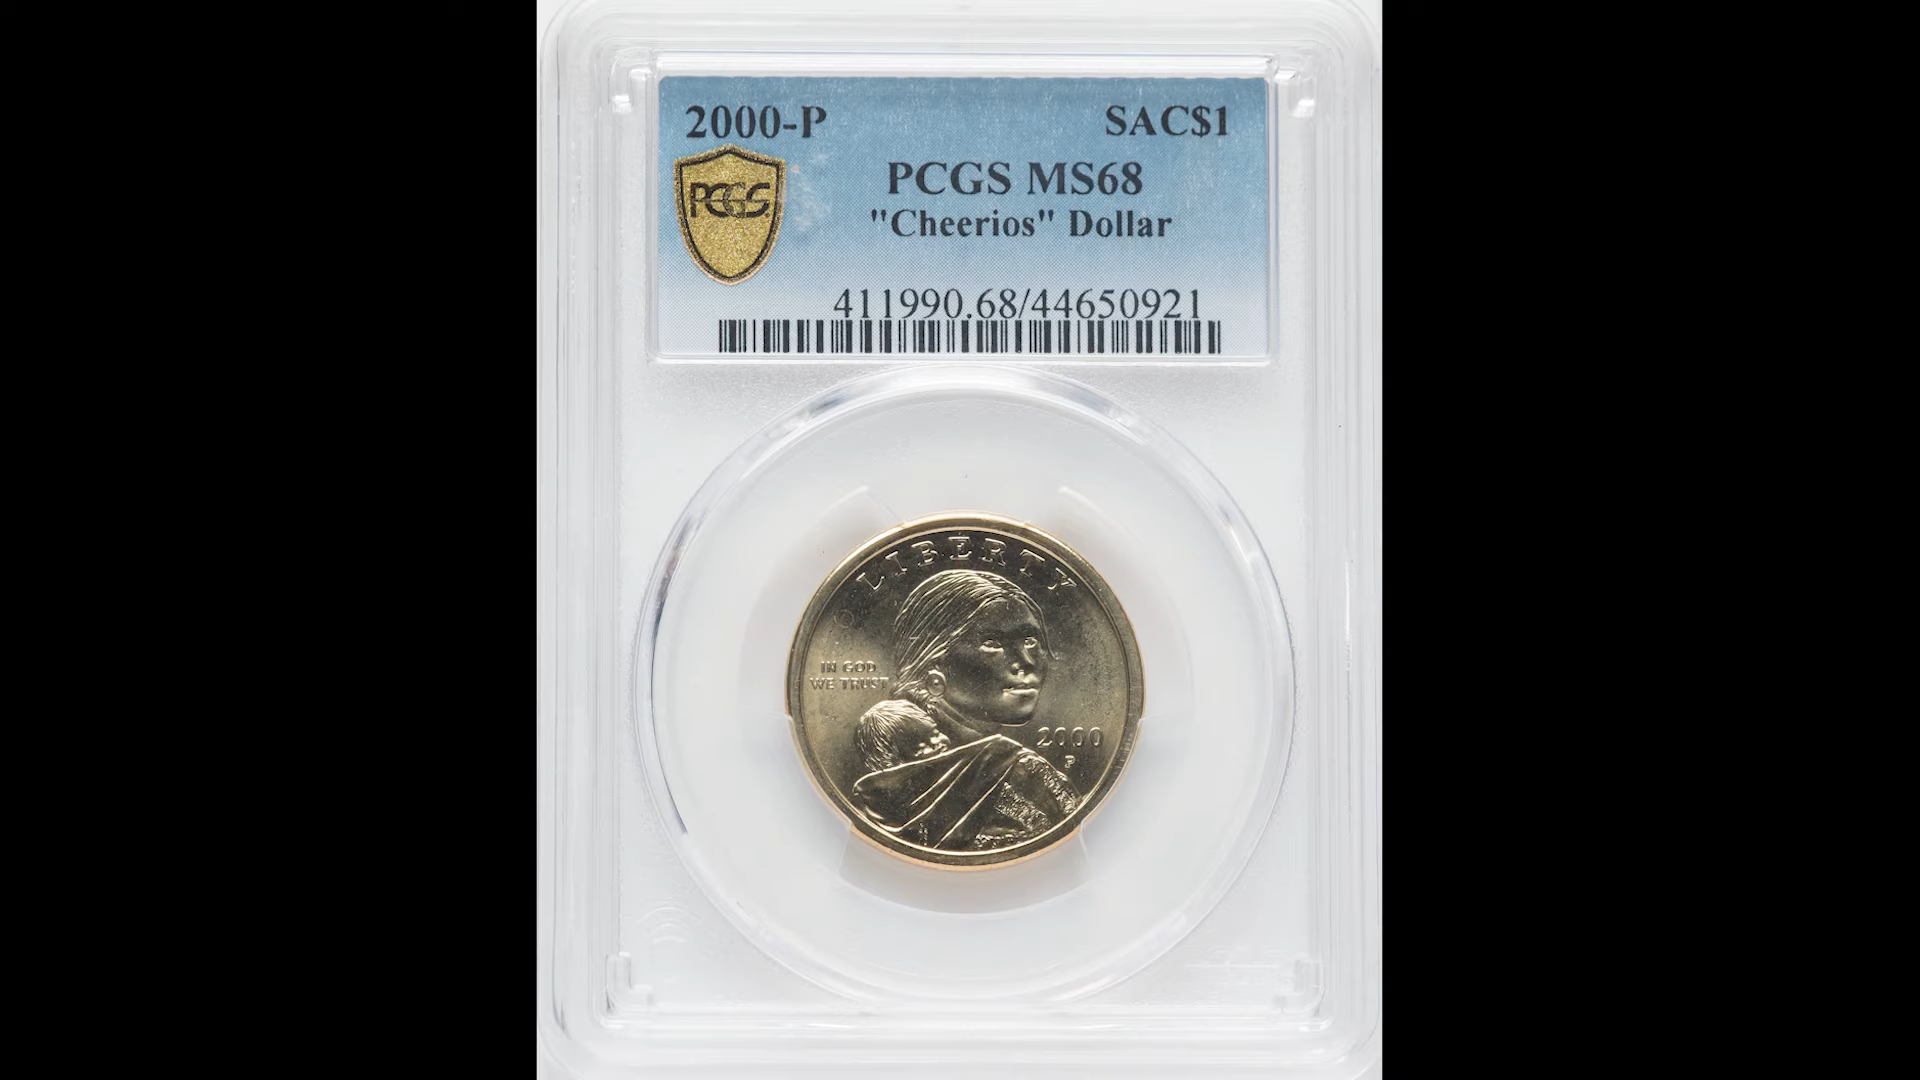 2000-P SAC$1
PCGS MS68
"Cheerios" Dollar
PCGS
411990.68/44650921
LIBERTY
IN GOD
WE TRUST
2000
P